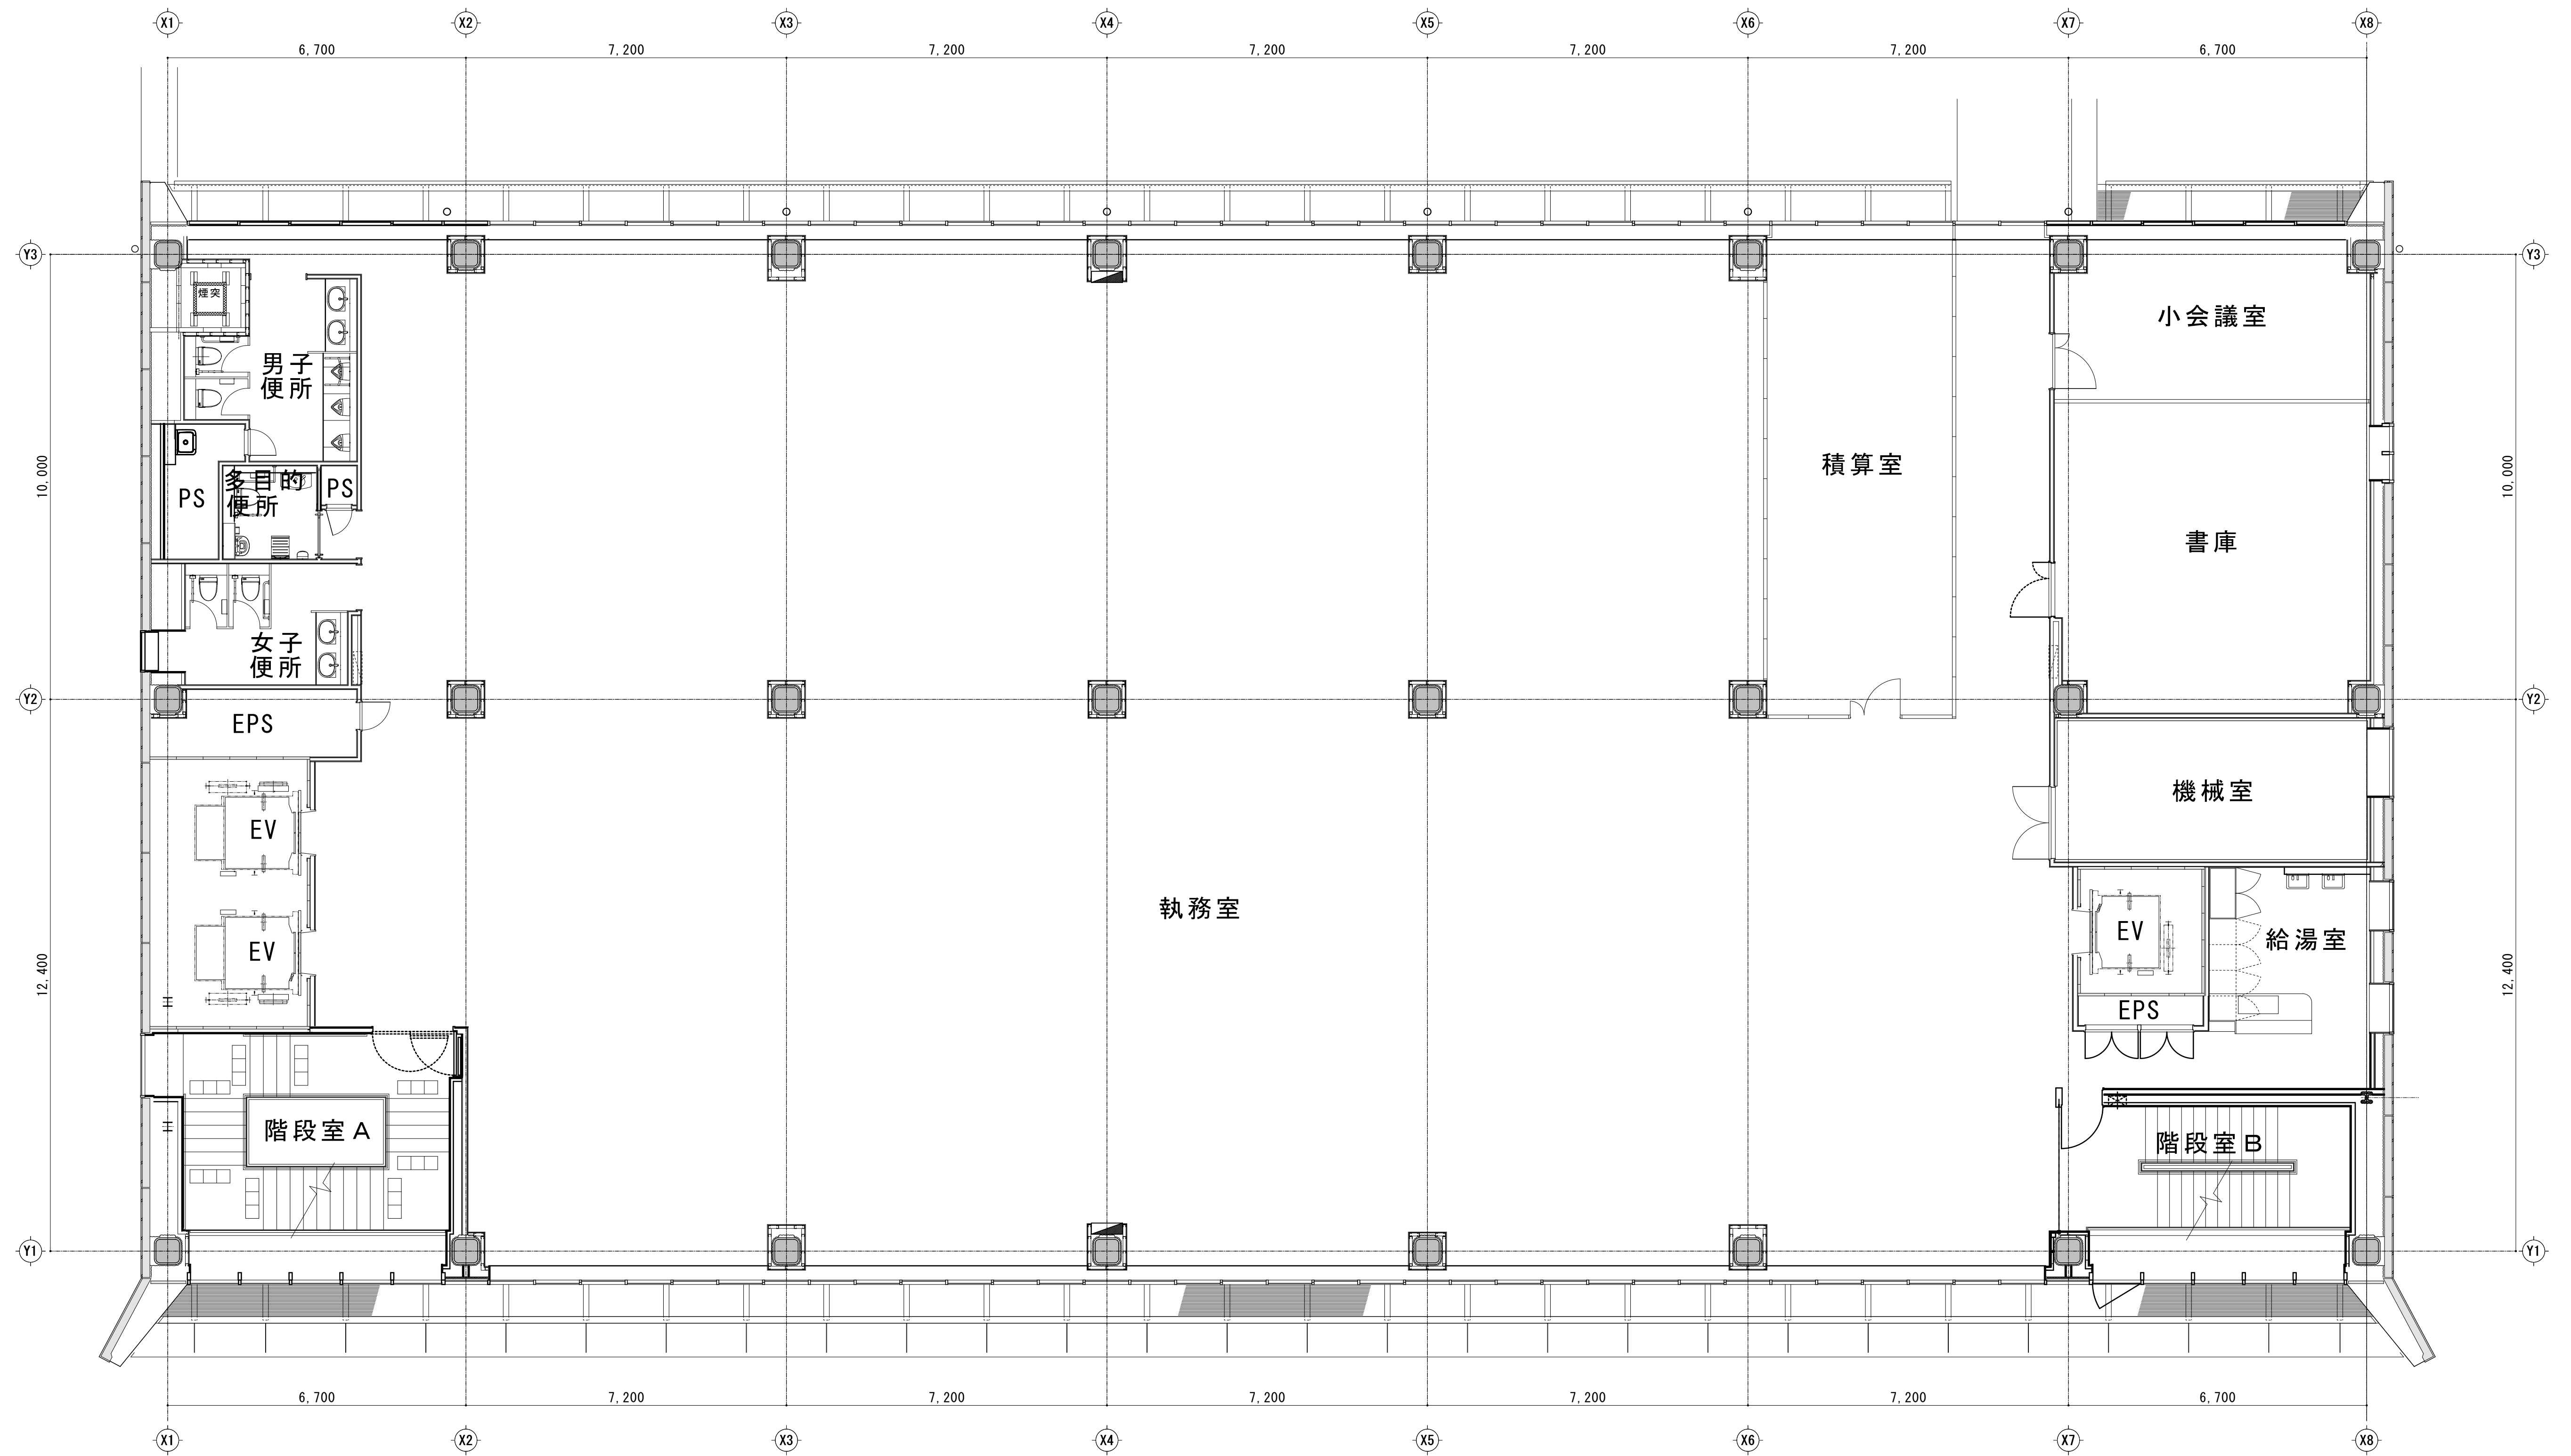 X1 X2 X3 X4 X5 X6 X7 X8
6,700 7,200 7,200 7,200 7,200 7,200 6,700
Y3 Y3
煙突
小会議室
男子
便所
積算室
10,000 10,000
多目的
便所
PS PS
書庫
女子
便所
Y2 Y2
EPS
機械室
EV
執務室
EV
EV
給湯室
12,400 12,400
EPS
階段室A
階段室B
Y1 Y1
6,700 7,200 7,200 7,200 7,200 7,200 6,700
X1 X2 X3 X4 X5 X6 X7 X8